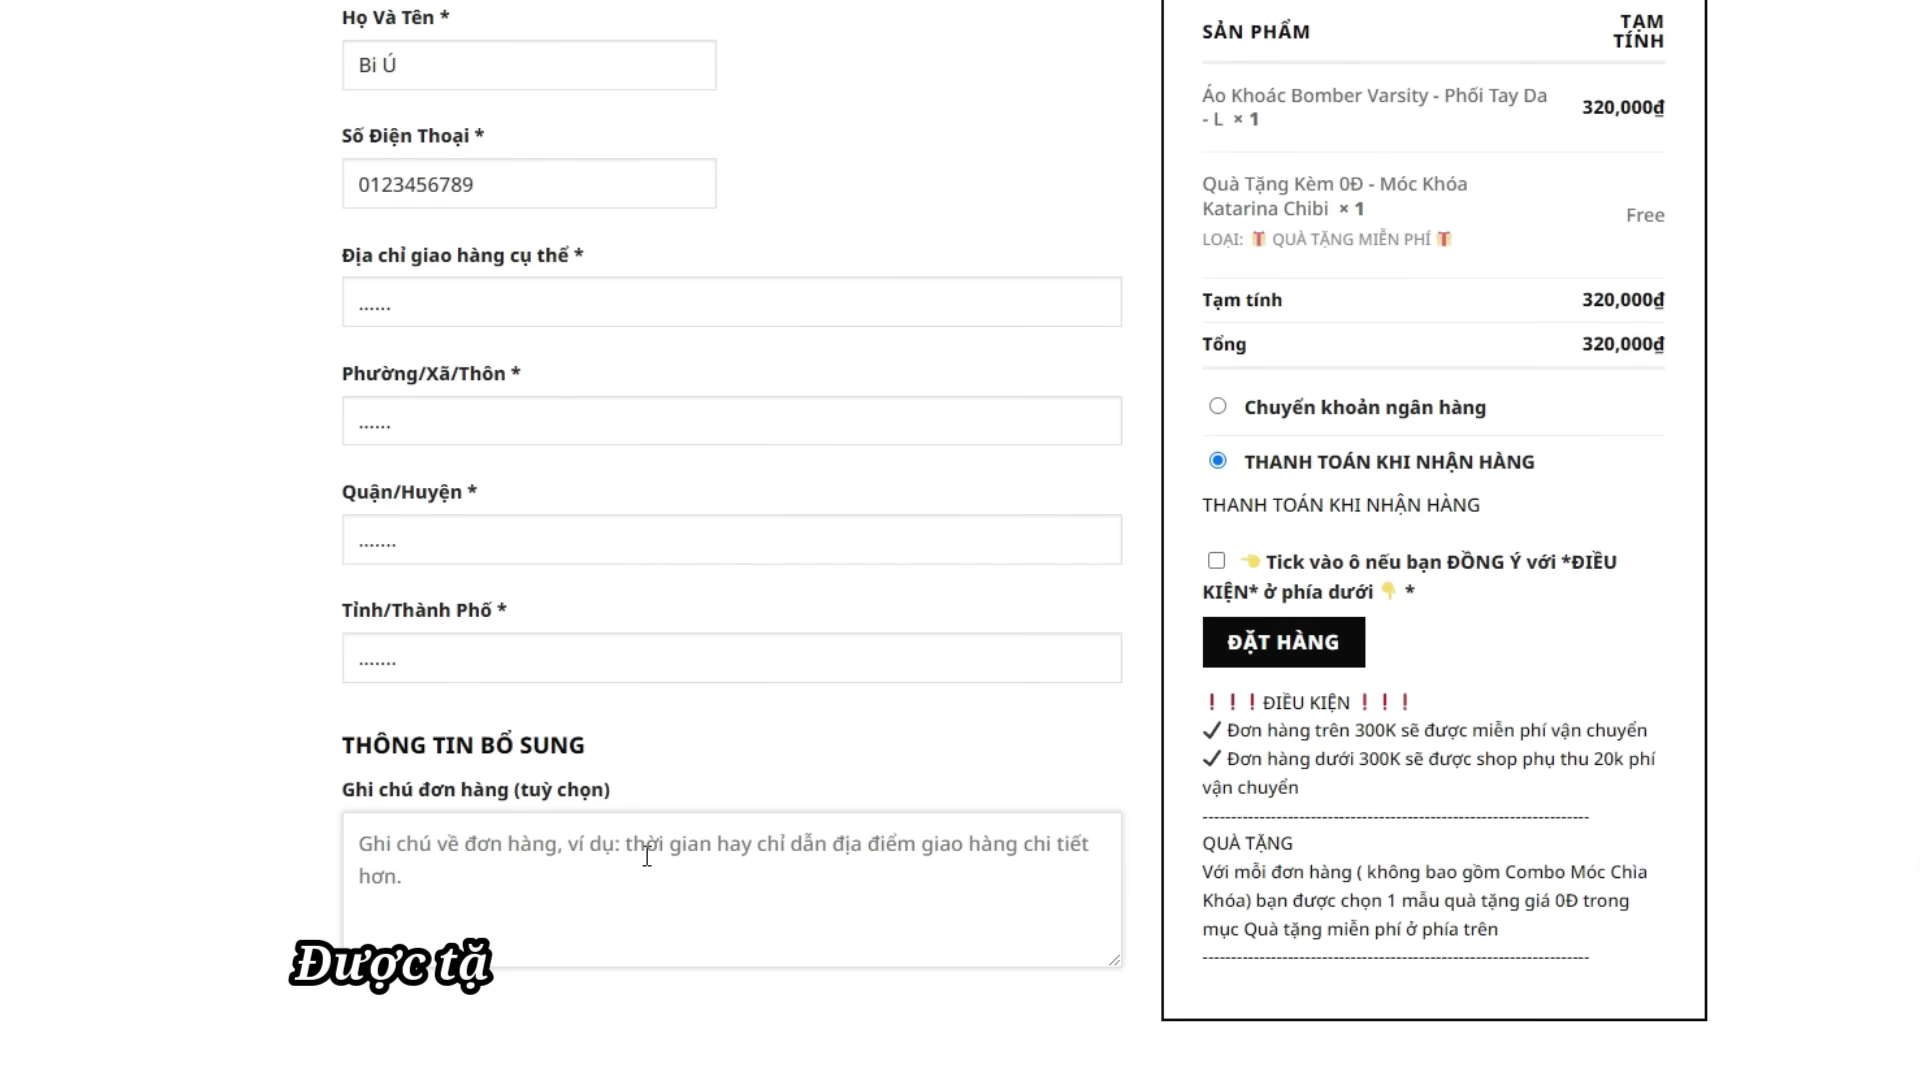 Họ Và Tên *
Bi Ú
Số Điện Thoại *
0123456789
Địa chỉ giao hàng cụ thể *
......
Phường/Xã/Thôn *
......
Quận/Huyện *
.......
Tỉnh/Thành Phố *
.......
THÔNG TIN BỔ SUNG
Ghi chú đơn hàng (tuỳ chọn)
Ghi chú về đơn hàng, ví dụ: thời gian hay chỉ dẫn địa điểm giao hàng chi tiết
hơn.
Được tặ
SẢN PHẨM
TẠM
TÍNH
Áo Khoác Bomber Varsity - Phối Tay Da
- L × 1
320,000₫
Quà Tặng Kèm 0Đ - Móc Khóa
Katarina Chibi × 1
Free
LOẠI: 🎁 QUÀ TẶNG MIỄN PHÍ 🎁
Tạm tính 320,000₫
Tổng 320,000₫
Chuyển khoản ngân hàng
THANH TOÁN KHI NHẬN HÀNG
THANH TOÁN KHI NHẬN HÀNG
👉 Tick vào ô nếu bạn ĐỒNG Ý với *ĐIỀU
KIỆN* ở phía dưới 👇 *
ĐẶT HÀNG
❗❗❗ĐIỀU KIỆN❗❗❗
✔ Đơn hàng trên 300K sẽ được miễn phí vận chuyển
✔ Đơn hàng dưới 300K sẽ được shop phụ thu 20k phí
vận chuyển
----------------------------------------------------------------------
QUÀ TẶNG
Với mỗi đơn hàng ( không bao gồm Combo Móc Chìa
Khóa) bạn được chọn 1 mẫu quà tặng giá 0Đ trong
mục Quà tặng miễn phí ở phía trên
----------------------------------------------------------------------